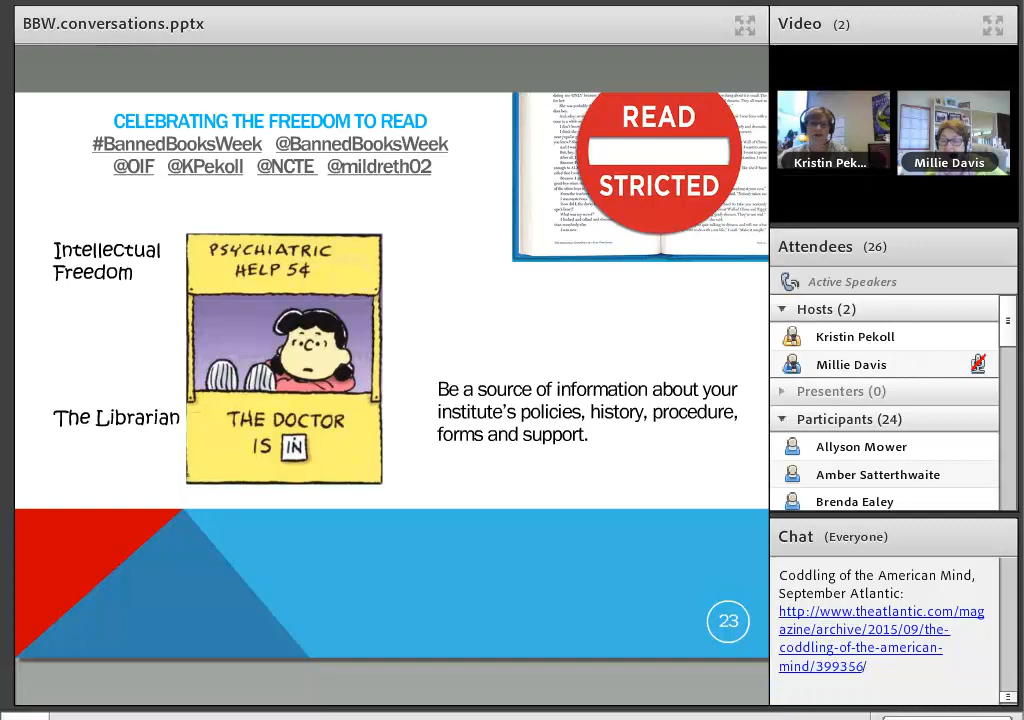 BBW.conversations.pptx
CELEBRATING THE FREEDOM TO READ
#BannedBooksWeek @BannedBooksWeek
@OIF @KPekoll @NCTE @mildreth02
READ
STRICTED
Intellectual
Freedom
PSYCHIATRIC
HELP 5¢
The Librarian
THE DOCTOR
IS IN
Be a source of information about your
institute's policies, history, procedure,
forms and support.
23
Video (2)
Kristin Pek...
Millie Davis
Attendees (26)
Active Speakers
Hosts (2)
Kristin Pekoll
Millie Davis
Presenters (0)
Participants (24)
Allyson Mower
Amber Satterthwaite
Brenda Ealey
Chat (Everyone)
Coddling of the American Mind,
September Atlantic:
http://www.theatlantic.com/mag
azine/archive/2015/09/the-
coddling-of-the-american-
mind/399356/